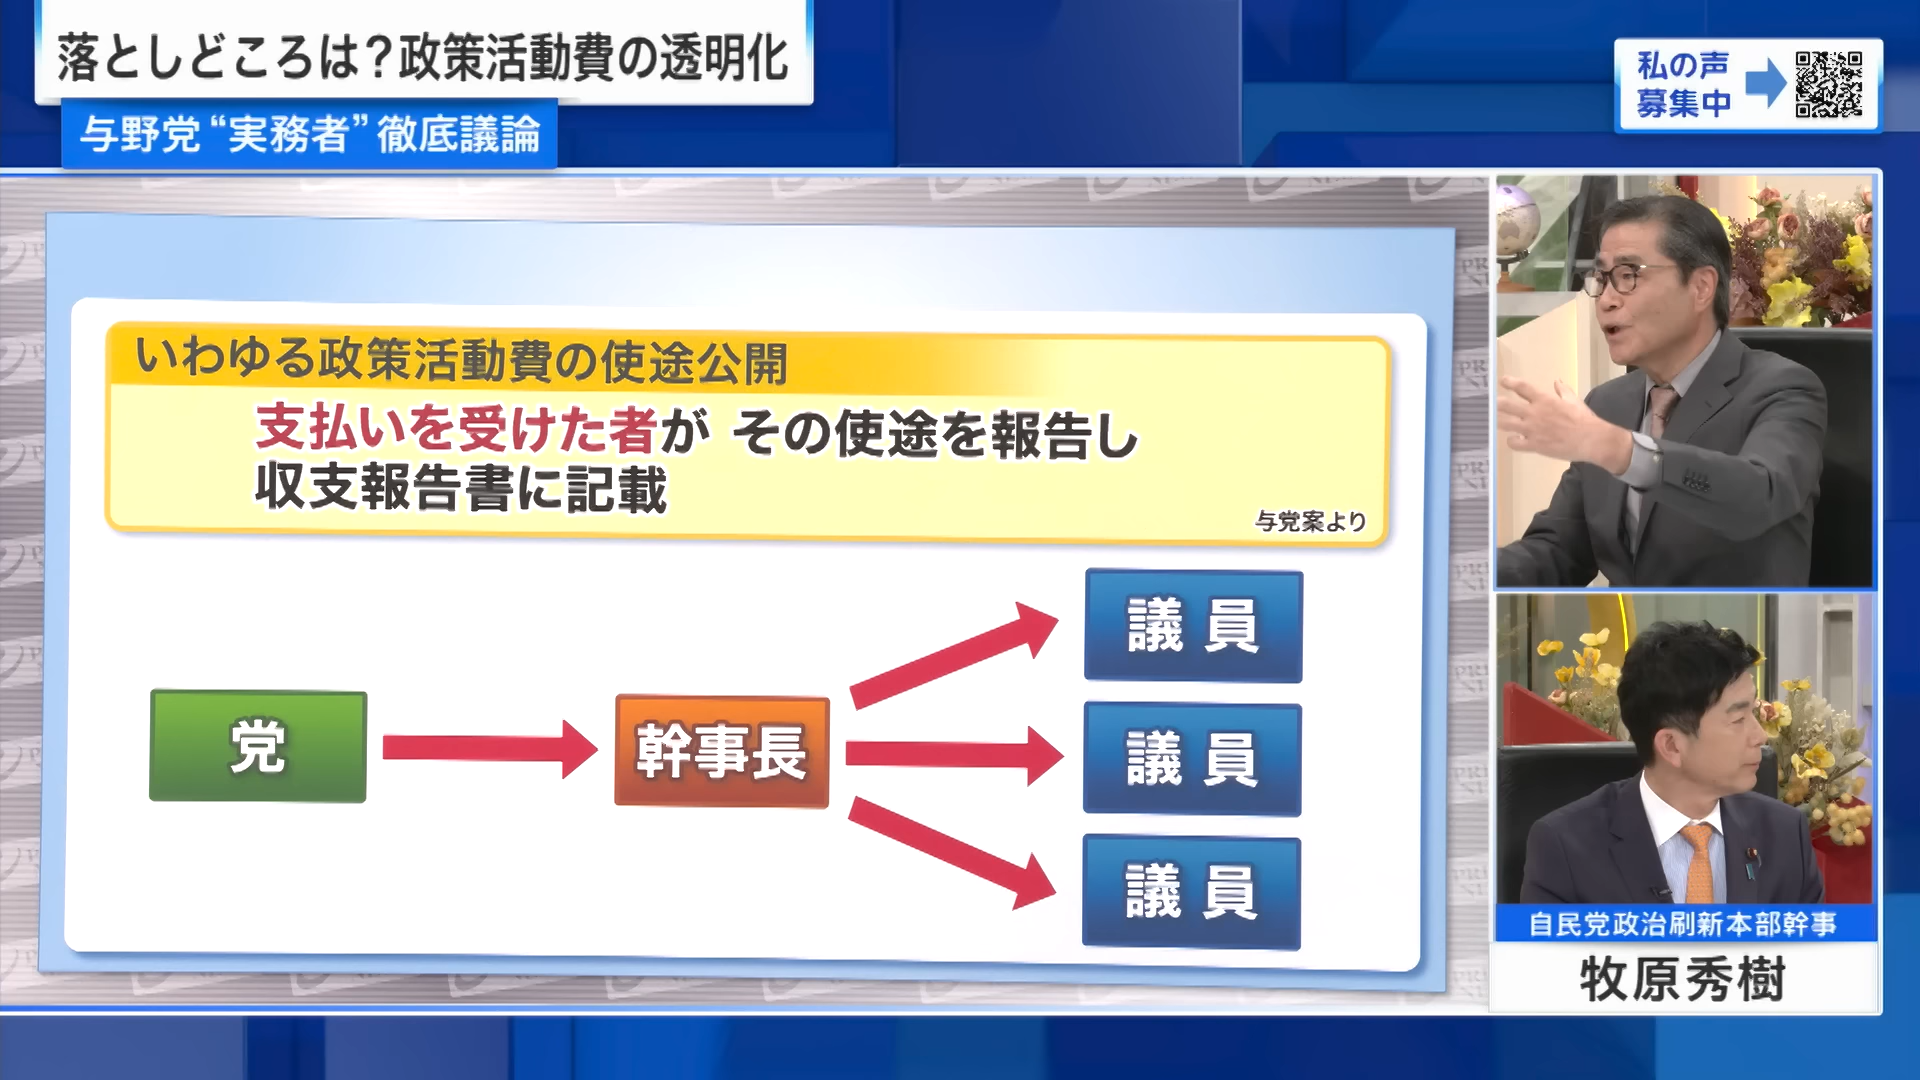 落としどころは？政策活動費の透明化
与野党“実務者”徹底議論
私の声
募集中
いわゆる政策活動費の使途公開
支払いを受けた者が その使途を報告し
収支報告書に記載
与党案より
党
幹事長
議員
議員
議員
自民党政治刷新本部幹事
牧原秀樹